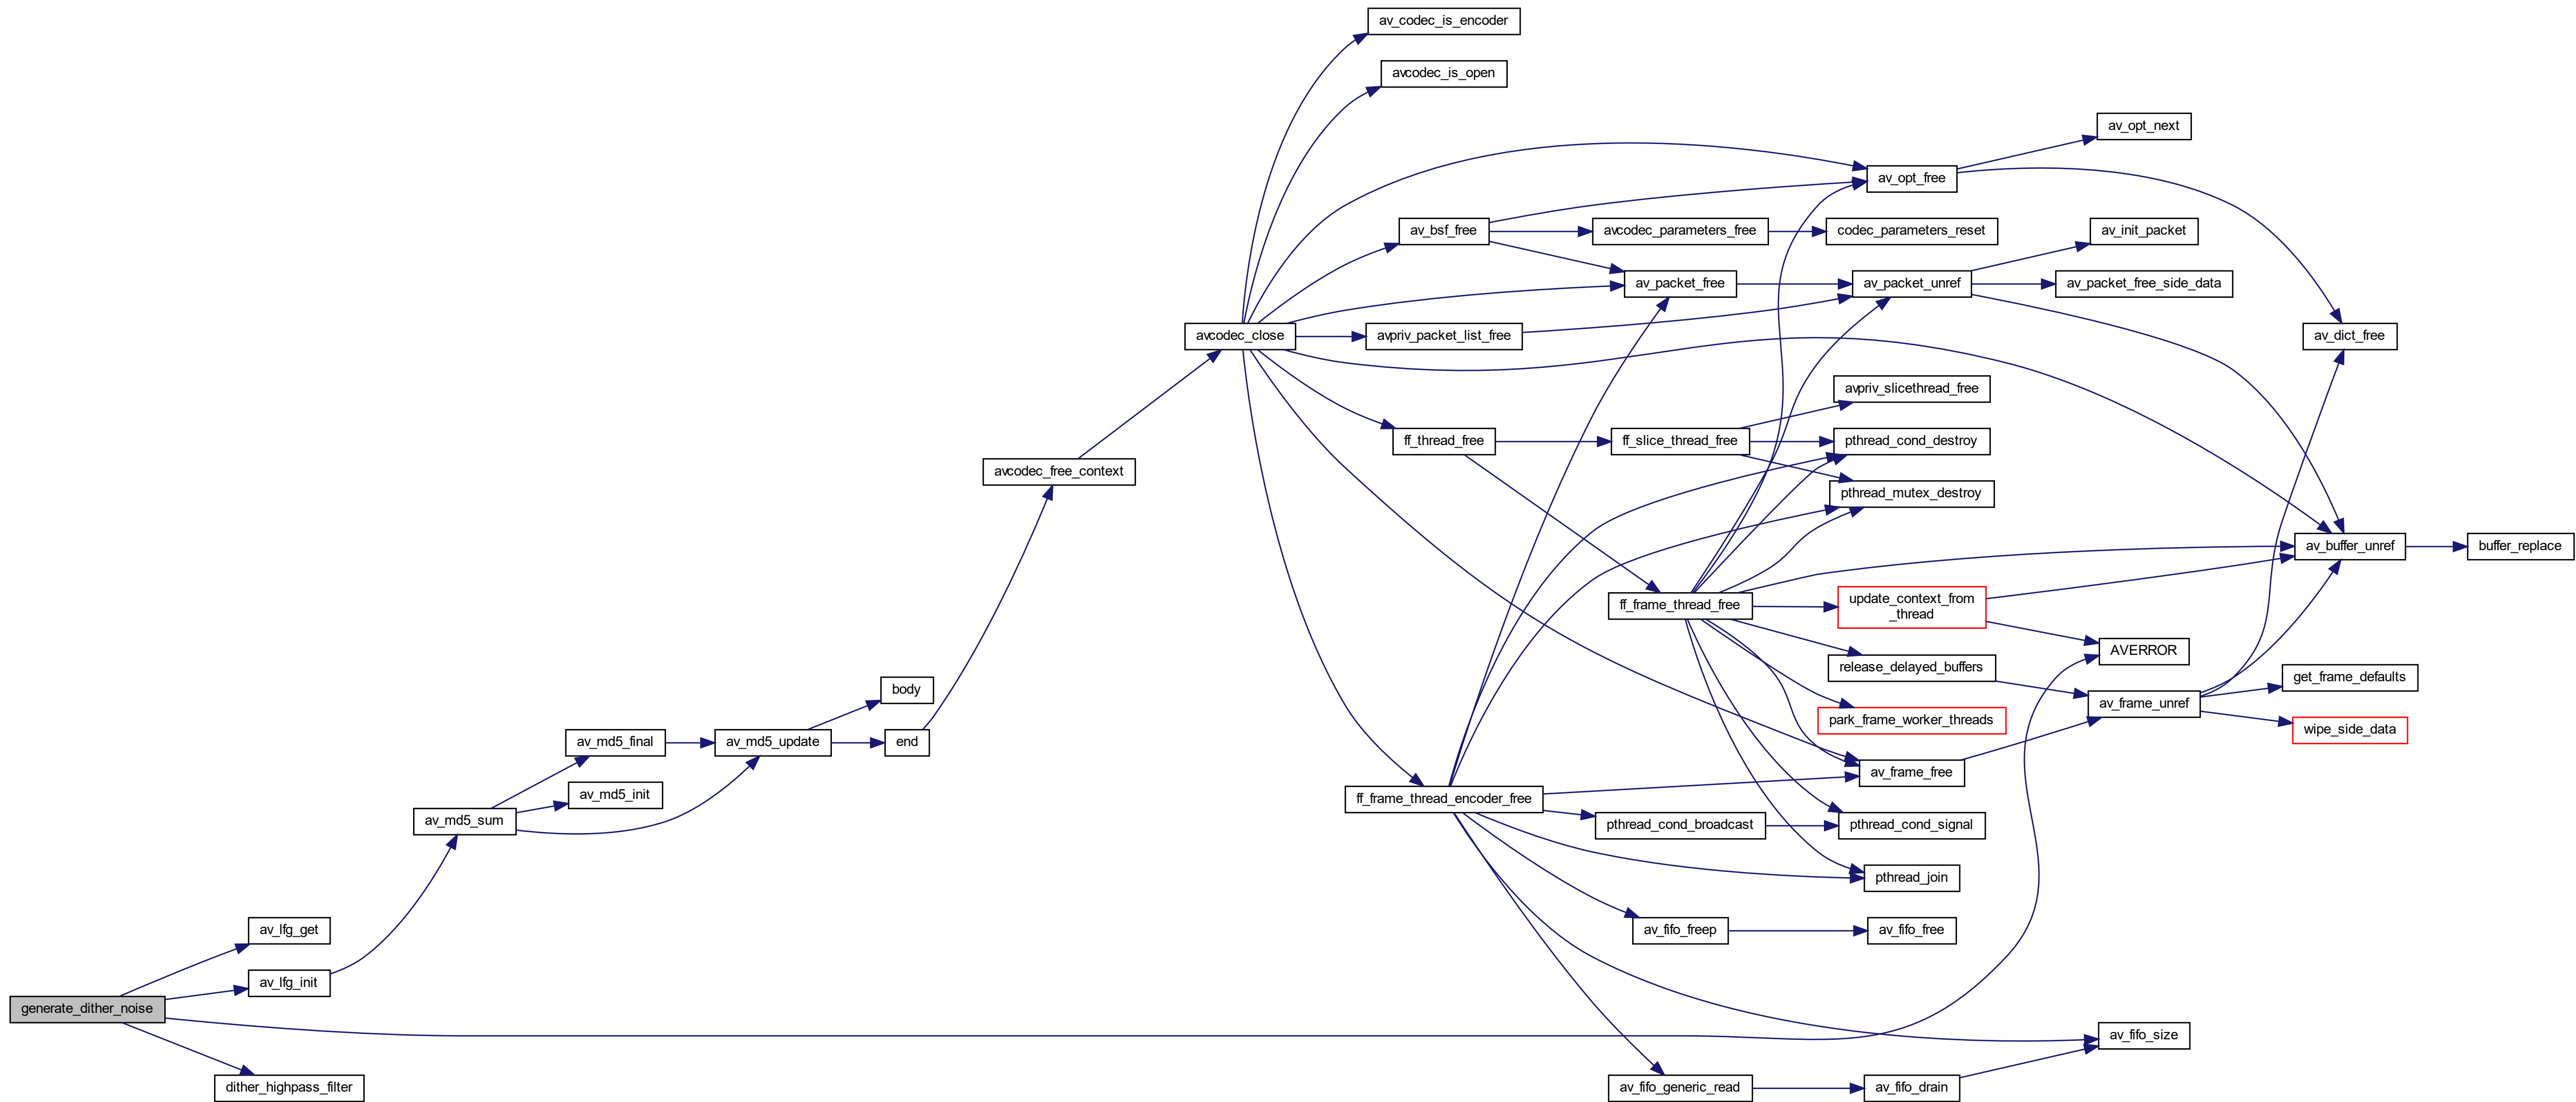 av_codec_is_encoder
avcodec_is_open
av_opt_next
av_opt_free
av_bsf_free
avcodec_parameters_free
codec_parameters_reset
av_init_packet
av_packet_free
av_packet_unref
av_packet_free_side_data
avcodec_close
avpriv_packet_list_free
av_dict_free
avpriv_slicethread_free
ff_thread_free
ff_slice_thread_free
pthread_cond_destroy
avcodec_free_context
pthread_mutex_destroy
av_buffer_unref
buffer_replace
ff_frame_thread_free
update_context_from
_thread
AVERROR
release_delayed_buffers
get_frame_defaults
body
av_frame_unref
park_frame_worker_threads
wipe_side_data
av_md5_final
av_md5_update
end
av_frame_free
av_md5_init
ff_frame_thread_encoder_free
av_md5_sum
pthread_cond_broadcast
pthread_cond_signal
pthread_join
av_lfg_get
av_fifo_freep
av_fifo_free
av_lfg_init
generate_dither_noise
av_fifo_size
dither_highpass_filter
av_fifo_generic_read
av_fifo_drain